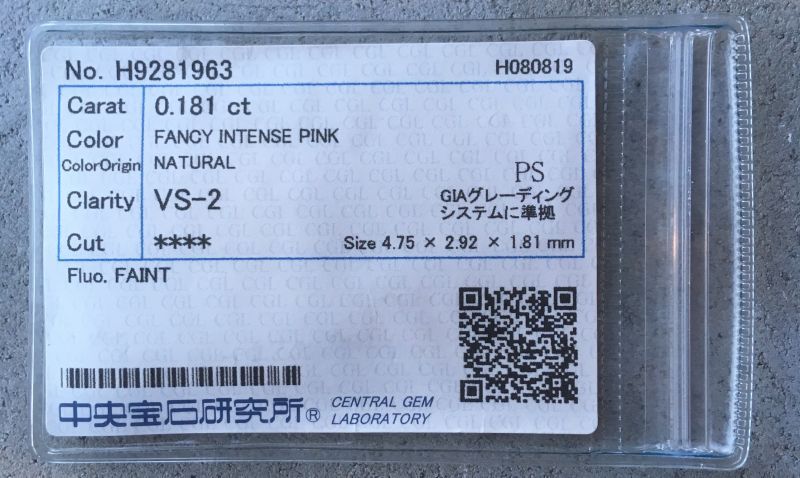 No. H9281963 H080819
Carat 0.181 ct
Color FANCY INTENSE PINK
ColorOrigin NATURAL
PS
Clarity VS-2
GIAグレーディング
システムに準拠
Cut **** Size 4.75 × 2.92 × 1.81 mm
Fluo. FAINT
中央宝石研究所® CENTRAL GEM
LABORATORY